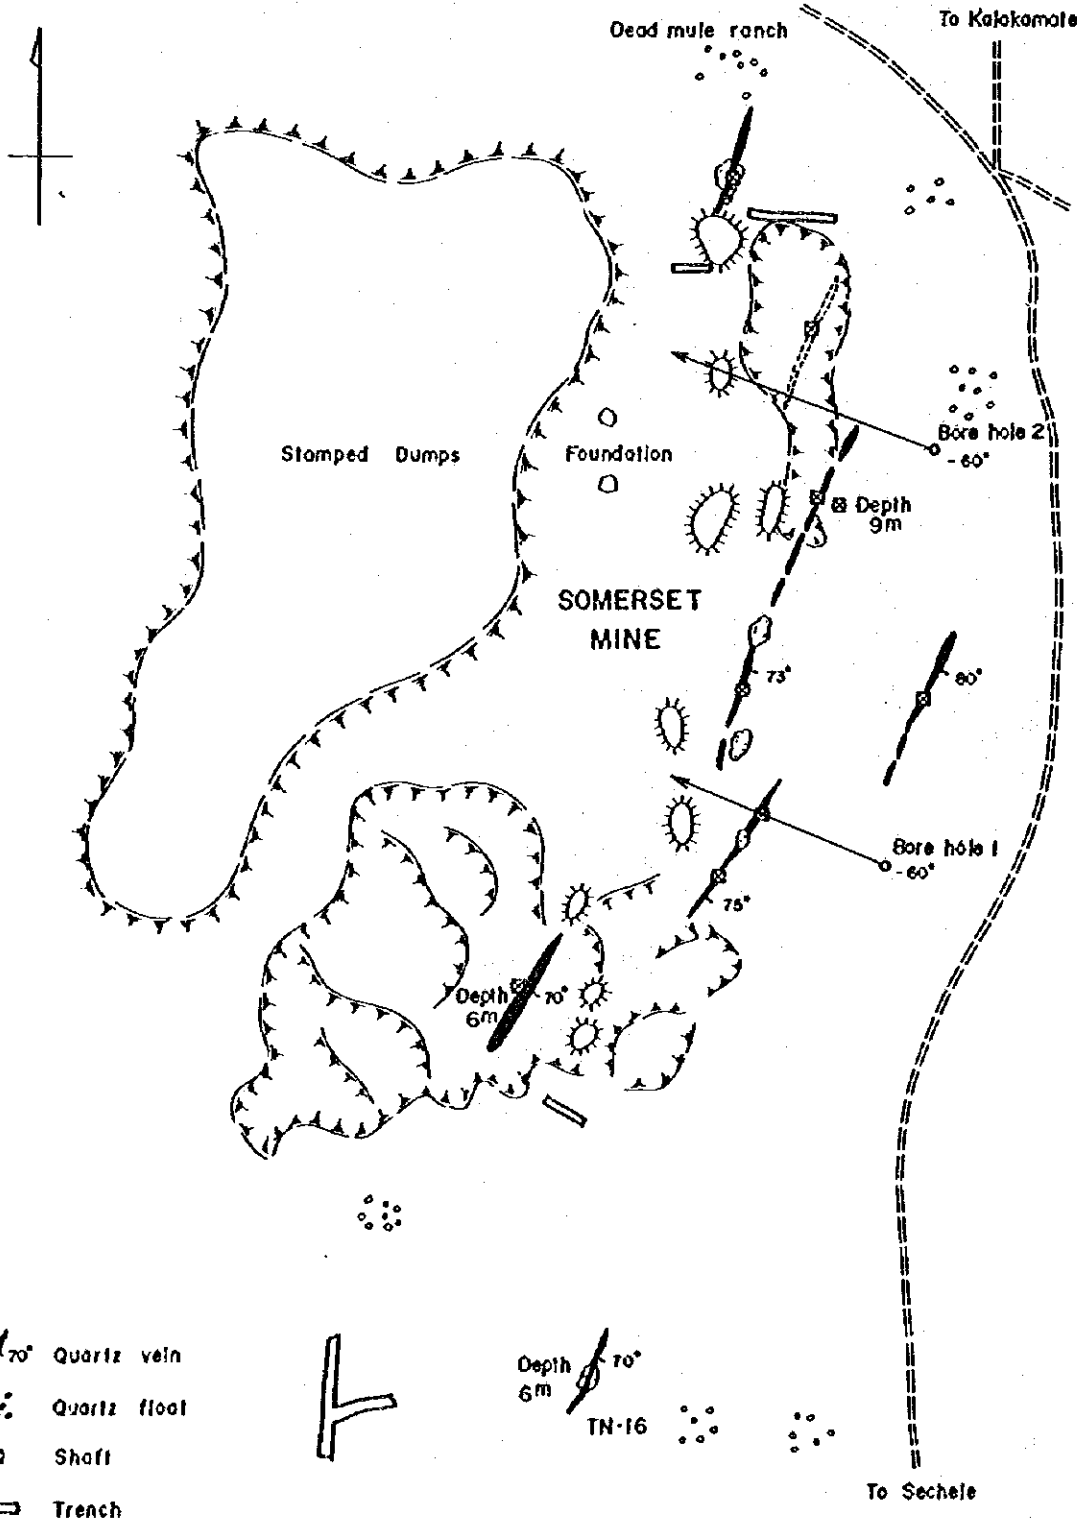 Dead mule ranch
To Kalakamate
Stamped Dumps
Foundation
Bore hole 2
-60°
Depth
9m
SOMERSET
MINE
73°
80°
Bore hole 1
-60°
75°
Depth
6m
70°
70° Quartz vein
Quartz float
Shaft
Trench
Depth
6m
70°
TN-16
To Sechele